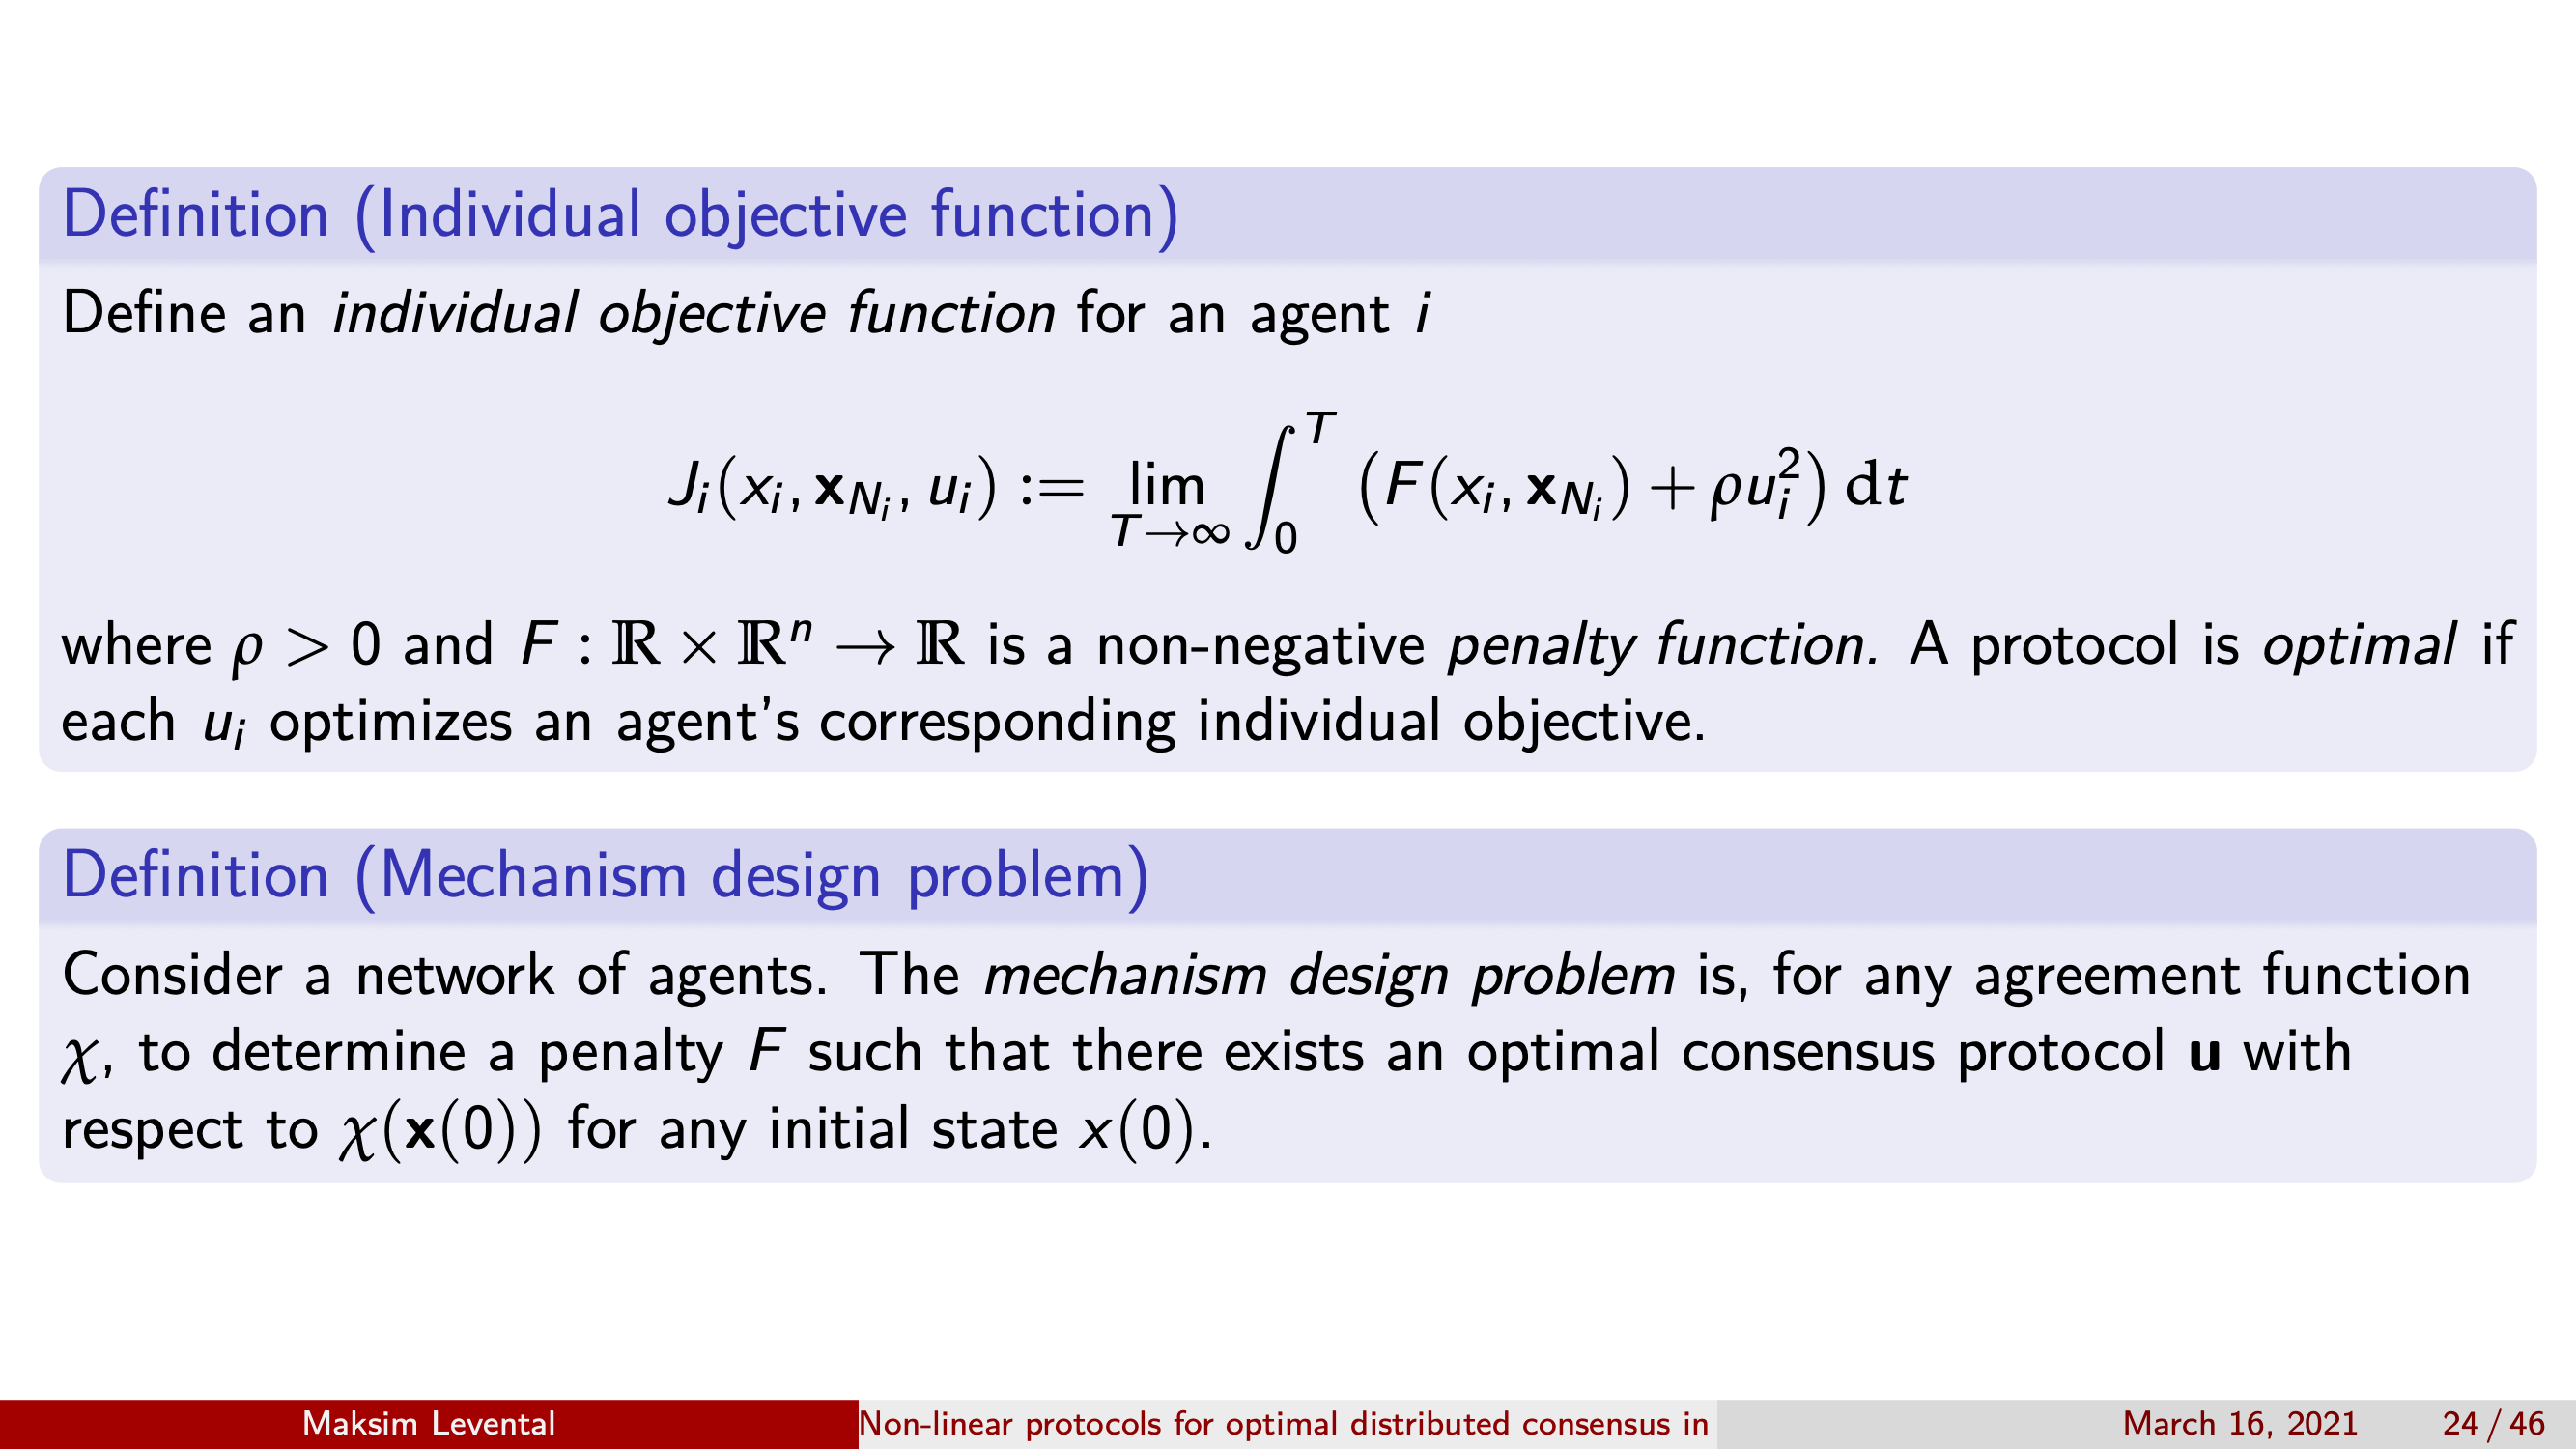 Definition (Individual objective function)
Define an individual objective function for an agent i
J_i(x_i, 𝐱_{N_i}, u_i) := lim_{T→∞} ∫_0^T (F(x_i, 𝐱_{N_i}) + ρu_i^2) dt
where ρ > 0 and F : ℝ × ℝ^n → ℝ is a non-negative penalty function. A protocol is optimal if
each u_i optimizes an agent's corresponding individual objective.
Definition (Mechanism design problem)
Consider a network of agents. The mechanism design problem is, for any agreement function
χ, to determine a penalty F such that there exists an optimal consensus protocol 𝐮 with
respect to χ(𝐱(0)) for any initial state x(0).
Maksim Levental
Non-linear protocols for optimal distributed consensus in
March 16, 2021
24 / 46